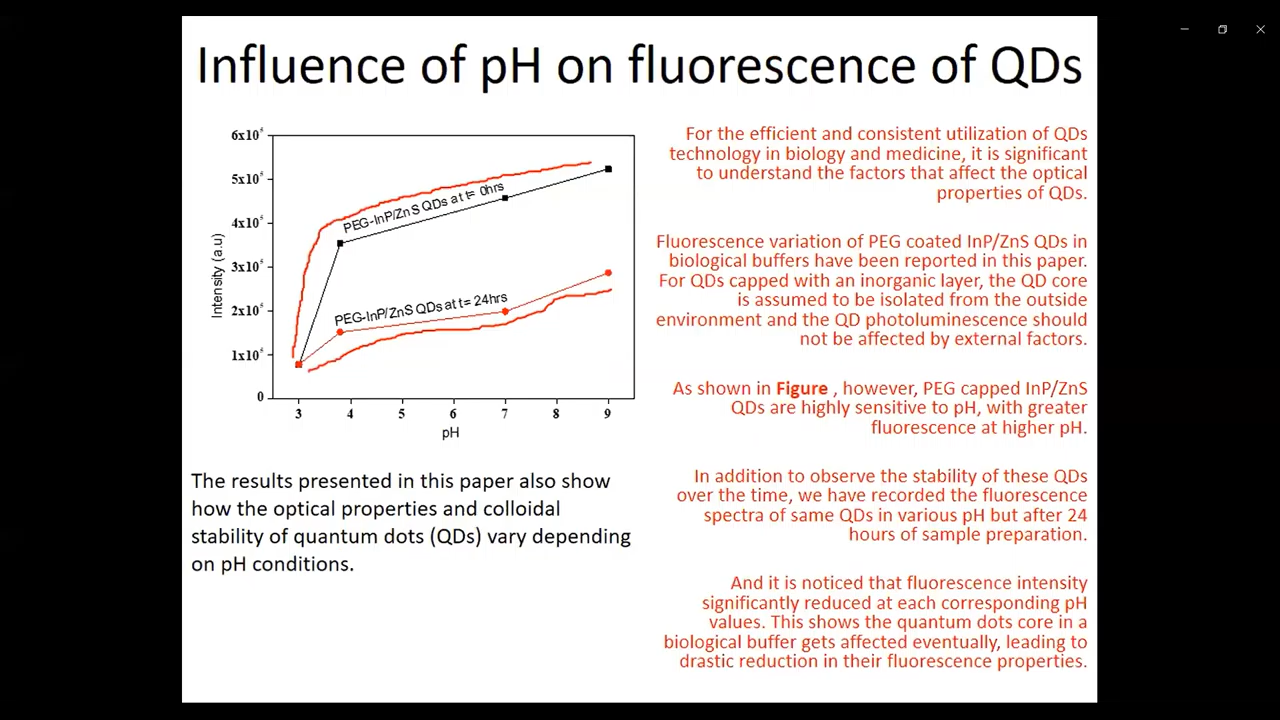 Influence of pH on fluorescence of QDs
6x10⁶
5x10⁶
4x10⁶
3x10⁶
2x10⁶
1x10⁶
0
Intensity (a.u)
PEG-InP/ZnS QDs at t= 0hrs
PEG-InP/ZnS QDs at t= 24hrs
3 4 5 6 7 8 9
pH
The results presented in this paper also show
how the optical properties and colloidal
stability of quantum dots (QDs) vary depending
on pH conditions.
For the efficient and consistent utilization of QDs
technology in biology and medicine, it is significant
to understand the factors that affect the optical
properties of QDs.
Fluorescence variation of PEG coated InP/ZnS QDs in
biological buffers have been reported in this paper.
For QDs capped with an inorganic layer, the QD core
is assumed to be isolated from the outside
environment and the QD photoluminescence should
not be affected by external factors.
As shown in Figure , however, PEG capped InP/ZnS
QDs are highly sensitive to pH, with greater
fluorescence at higher pH.
In addition to observe the stability of these QDs
over the time, we have recorded the fluorescence
spectra of same QDs in various pH but after 24
hours of sample preparation.
And it is noticed that fluorescence intensity
significantly reduced at each corresponding pH
values. This shows the quantum dots core in a
biological buffer gets affected eventually, leading to
drastic reduction in their fluorescence properties.